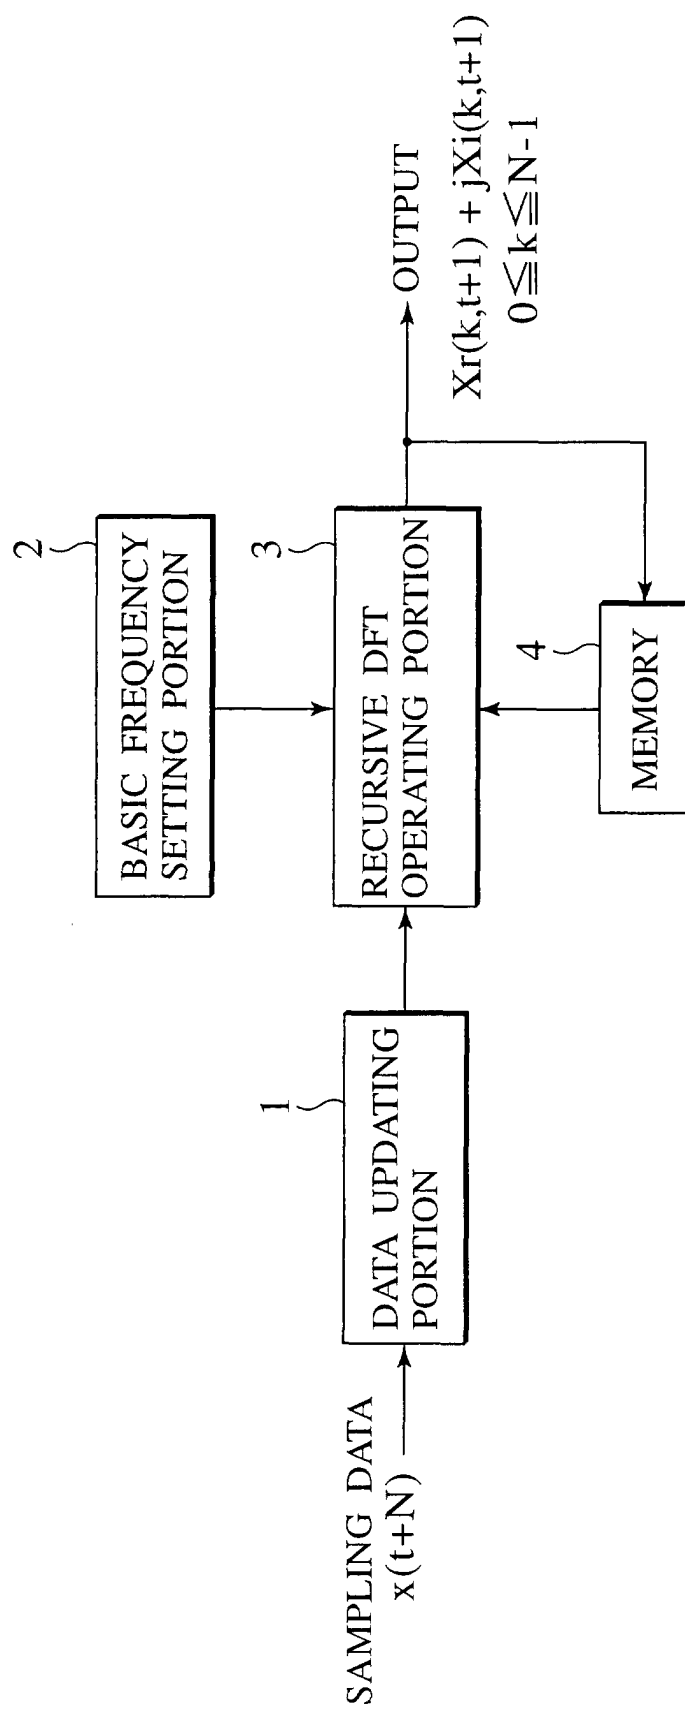 SAMPLING DATA
x(t+N)
1
DATA UPDATING
PORTION
2
BASIC FREQUENCY
SETTING PORTION
3
RECURSIVE DFT
OPERATING PORTION
4
MEMORY
OUTPUT
Xr(k,t+1) + jXi(k,t+1)
0≦k≦N-1